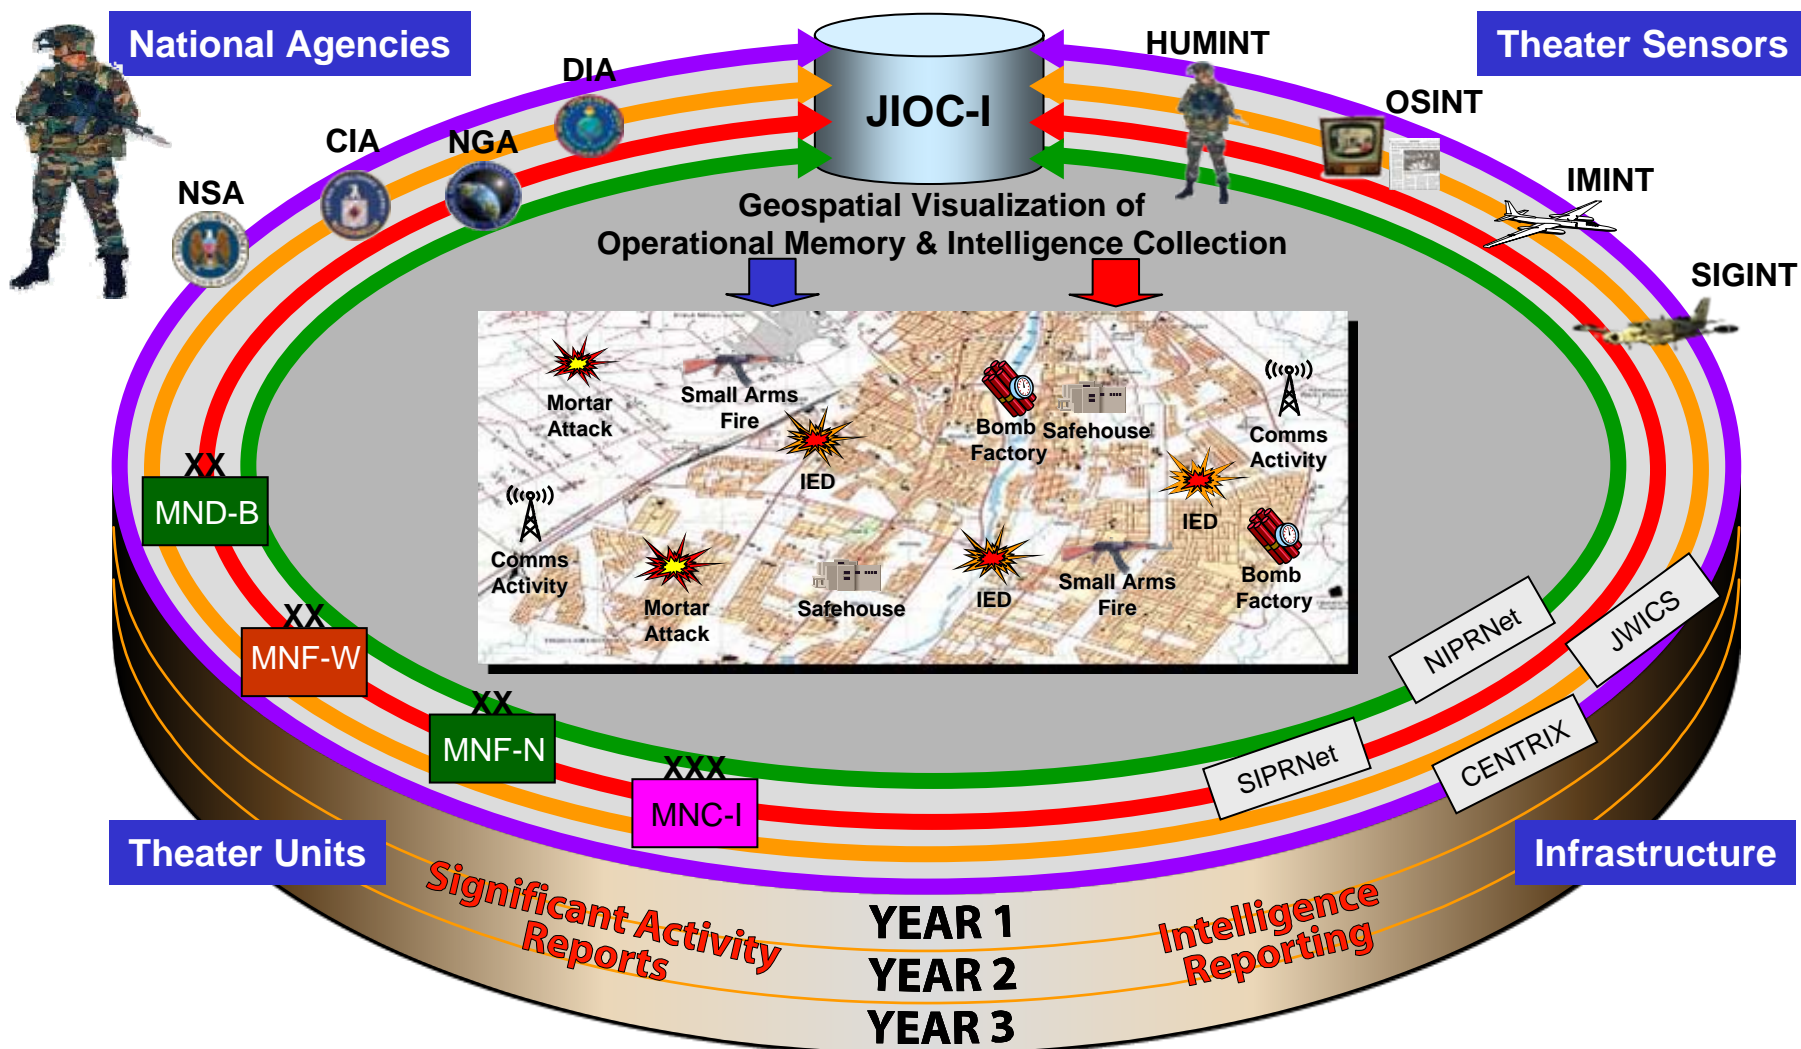 National Agencies
Theater Sensors
HUMINT
DIA
OSINT
JIOC-I
CIA
NGA
IMINT
NSA
Geospatial Visualization of
Operational Memory & Intelligence Collection
SIGINT
Mortar
Attack
Small Arms
Fire
IED
Bomb
Factory
Safehouse
Comms
Activity
XX
MND-B
IED
Comms
Activity
Mortar
Attack
Safehouse
IED
Small Arms
Fire
Bomb
Factory
XX
MNF-W
XX
MNF-N
XXX
MNC-I
NIPRNet
JWICS
SIPRNet
CENTRIX
Theater Units
Infrastructure
Significant Activity
Reports
Intelligence
Reporting
YEAR 1
YEAR 2
YEAR 3